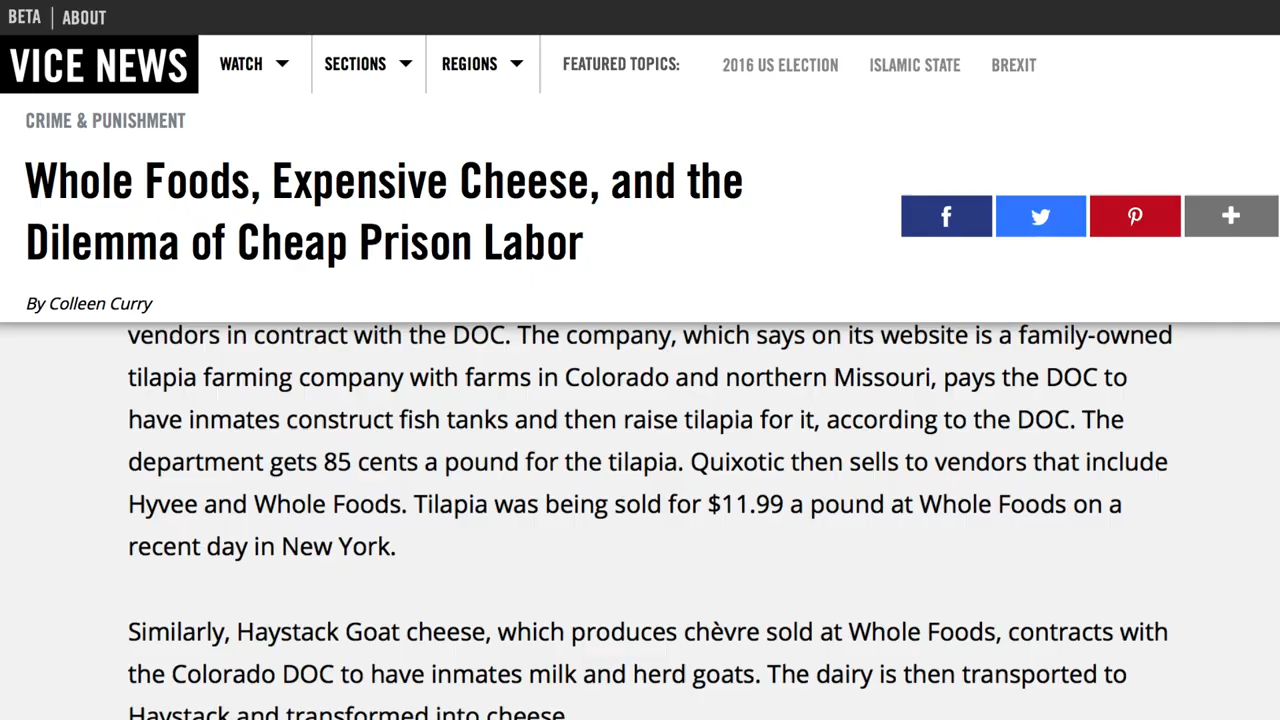 BETA | ABOUT
VICE NEWS WATCH SECTIONS REGIONS FEATURED TOPICS: 2016 US ELECTION ISLAMIC STATE BREXIT
CRIME & PUNISHMENT
Whole Foods, Expensive Cheese, and the
Dilemma of Cheap Prison Labor
By Colleen Curry
vendors in contract with the DOC. The company, which says on its website is a family-owned
tilapia farming company with farms in Colorado and northern Missouri, pays the DOC to
have inmates construct fish tanks and then raise tilapia for it, according to the DOC. The
department gets 85 cents a pound for the tilapia. Quixotic then sells to vendors that include
Hyvee and Whole Foods. Tilapia was being sold for $11.99 a pound at Whole Foods on a
recent day in New York.
Similarly, Haystack Goat cheese, which produces chèvre sold at Whole Foods, contracts with
the Colorado DOC to have inmates milk and herd goats. The dairy is then transported to
Haystack and transformed into cheese.